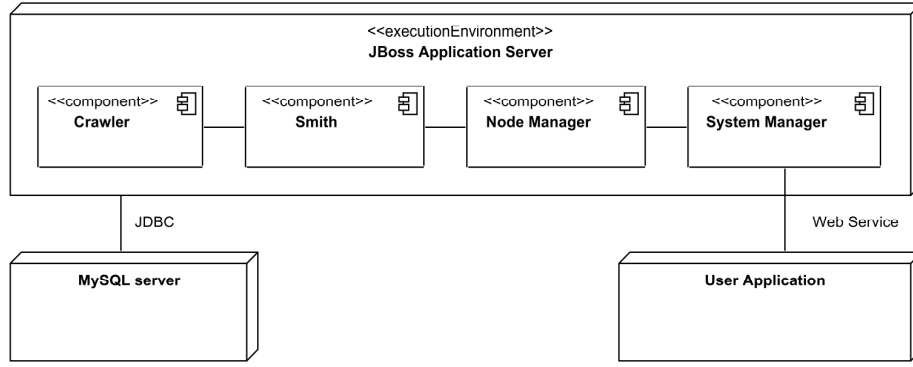 <<executionEnvironment>>
JBoss Application Server
<<component>>
Crawler
<<component>>
Smith
<<component>>
Node Manager
<<component>>
System Manager
JDBC
Web Service
MySQL server
User Application